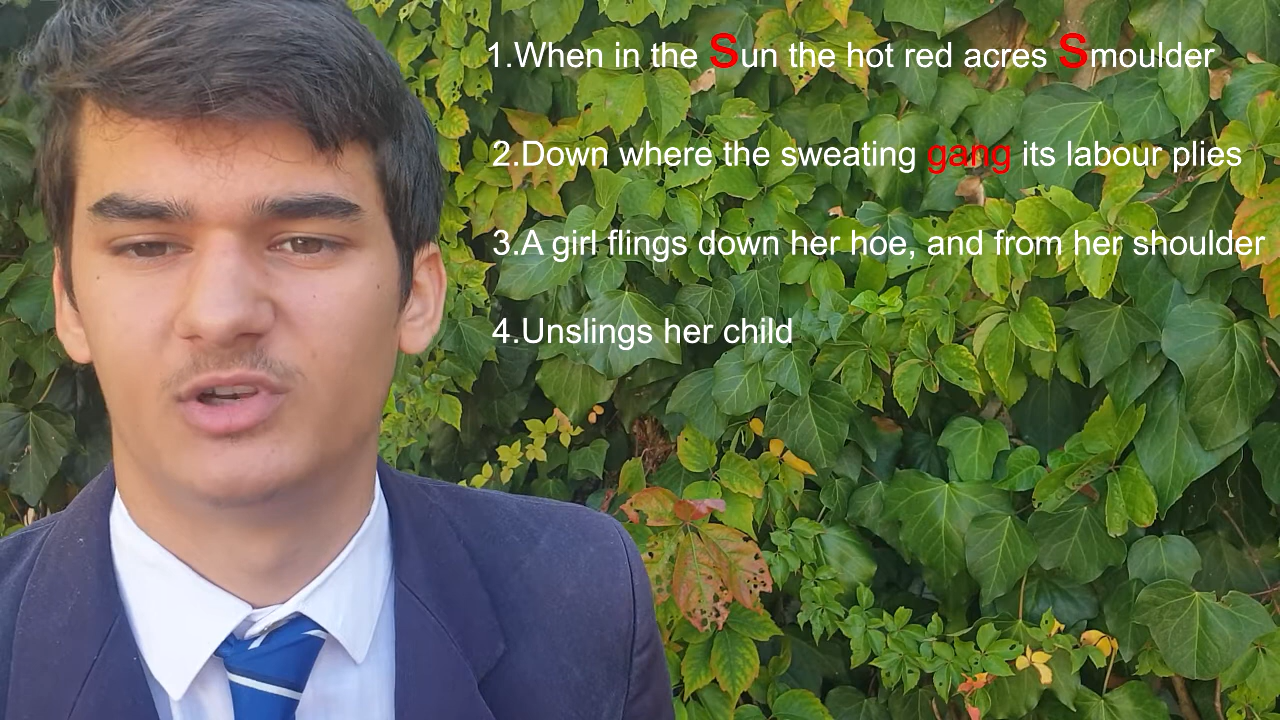 1.When in the Sun the hot red acres Smoulder
2.Down where the sweating gang its labour plies
3.A girl flings down her hoe, and from her shoulder
4.Unslings her child